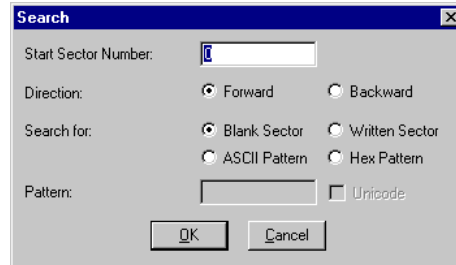 Search
Start Sector Number: 0
Direction: Forward Backward
Search for: Blank Sector Written Sector
ASCII Pattern Hex Pattern
Pattern: Unicode
OK Cancel